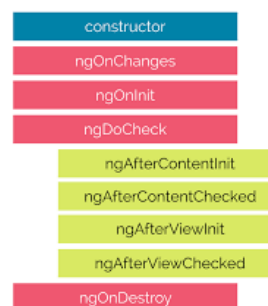 constructor
ngOnChanges
ngOnInit
ngDoCheck
ngAfterContentInit
ngAfterContentChecked
ngAfterViewInit
ngAfterViewChecked
ngOnDestroy